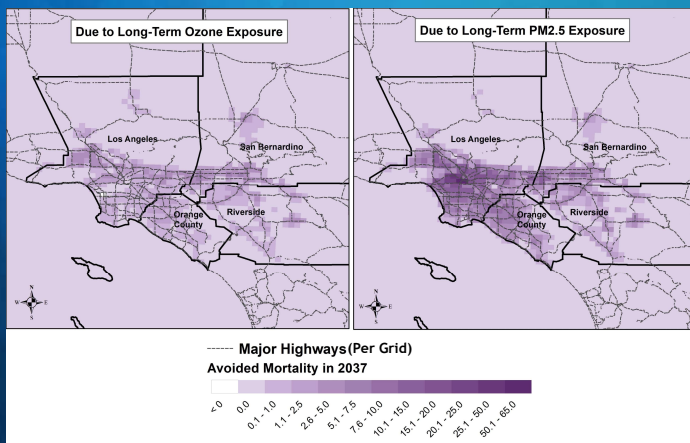 Due to Long-Term Ozone Exposure
Los Angeles
San Bernardino
Orange
County
Riverside
N
W
E
S
Due to Long-Term PM2.5 Exposure
Los Angeles
San Bernardino
Orange
County
Riverside
N
W
E
S
Major Highways(Per Grid)
Avoided Mortality in 2037
< 0
0.0
0.1 - 1.0
1.1 - 2.5
2.6 - 5.0
5.1 - 7.5
7.6 - 10.0
10.1 - 15.0
15.1 - 20.0
20.1 - 25.0
25.1 - 50.0
50.1 - 65.0